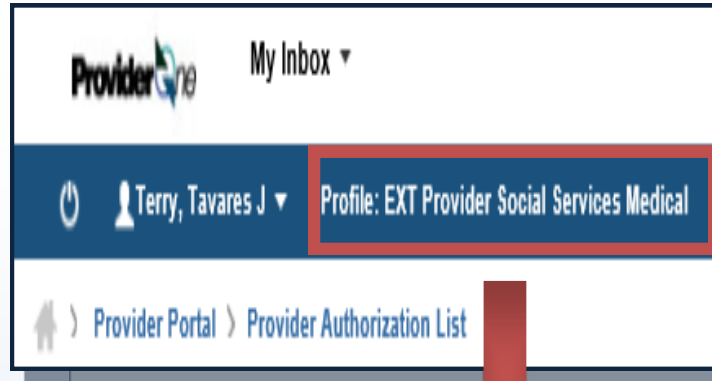 ProviderOne
My Inbox
Terry, Tavares J
Profile: EXT Provider Social Services Medical
Provider Portal > Provider Authorization List